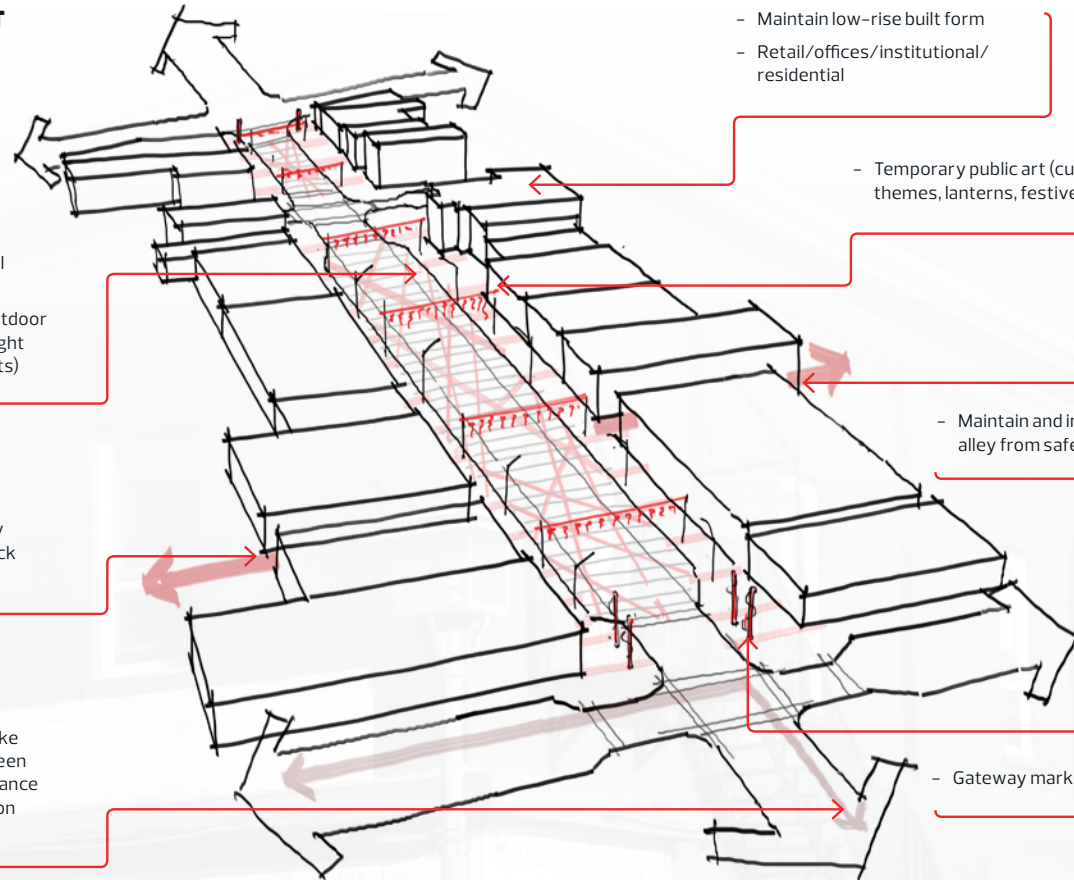 - Maintain low-rise built form
- Retail/offices/institutional/
residential
- Temporary public art (cu
themes, lanterns, festive
tdoor
ght
ts)
- Maintain and in
alley from safe
ck
- Gateway mark
ke
een
ance
on